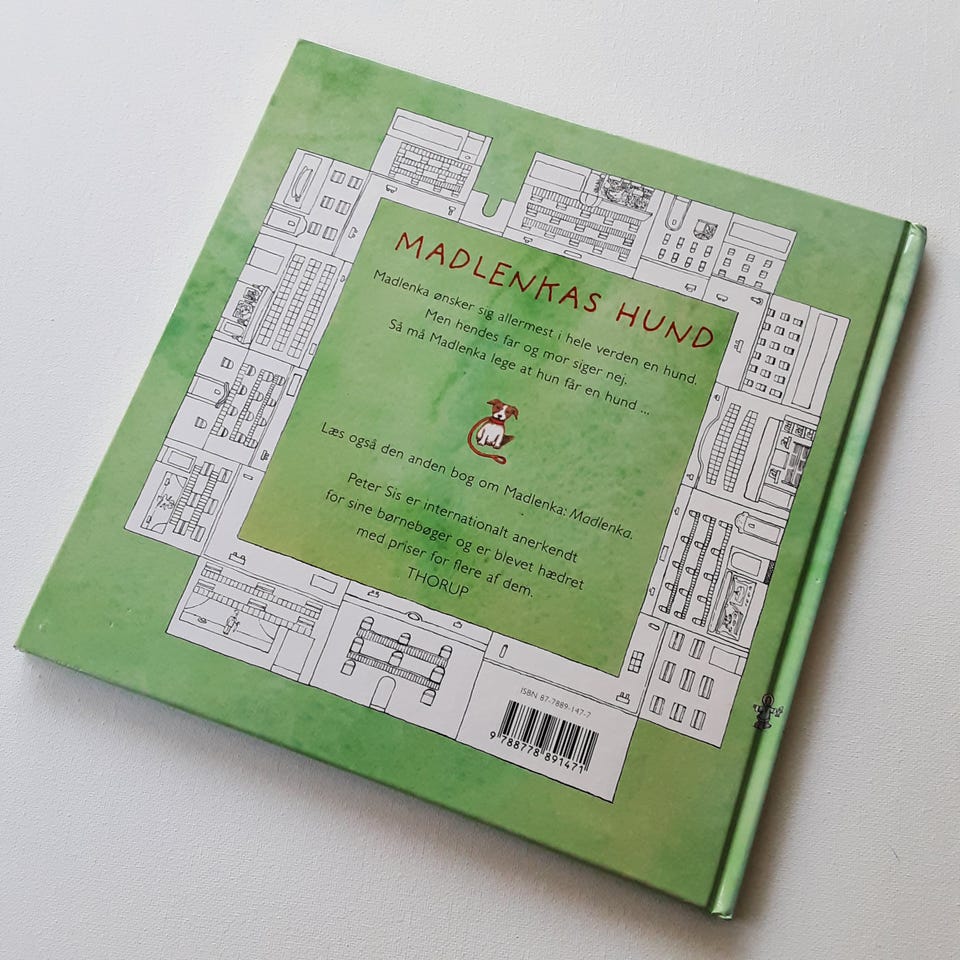 MADLENKAS HUND
Madlenka ønsker sig allermest i hele verden en hund.
Men hendes far og mor siger nej.
Så må Madlenka lege at hun får en hund ...
Læs også den anden bog om Madlenka: Madlenka.
Peter Sis er internationalt anerkendt
for sine børnebøger og er blevet hædret
med priser for flere af dem.
THORUP
ISBN 87-7889-147-7
9 788778 891471